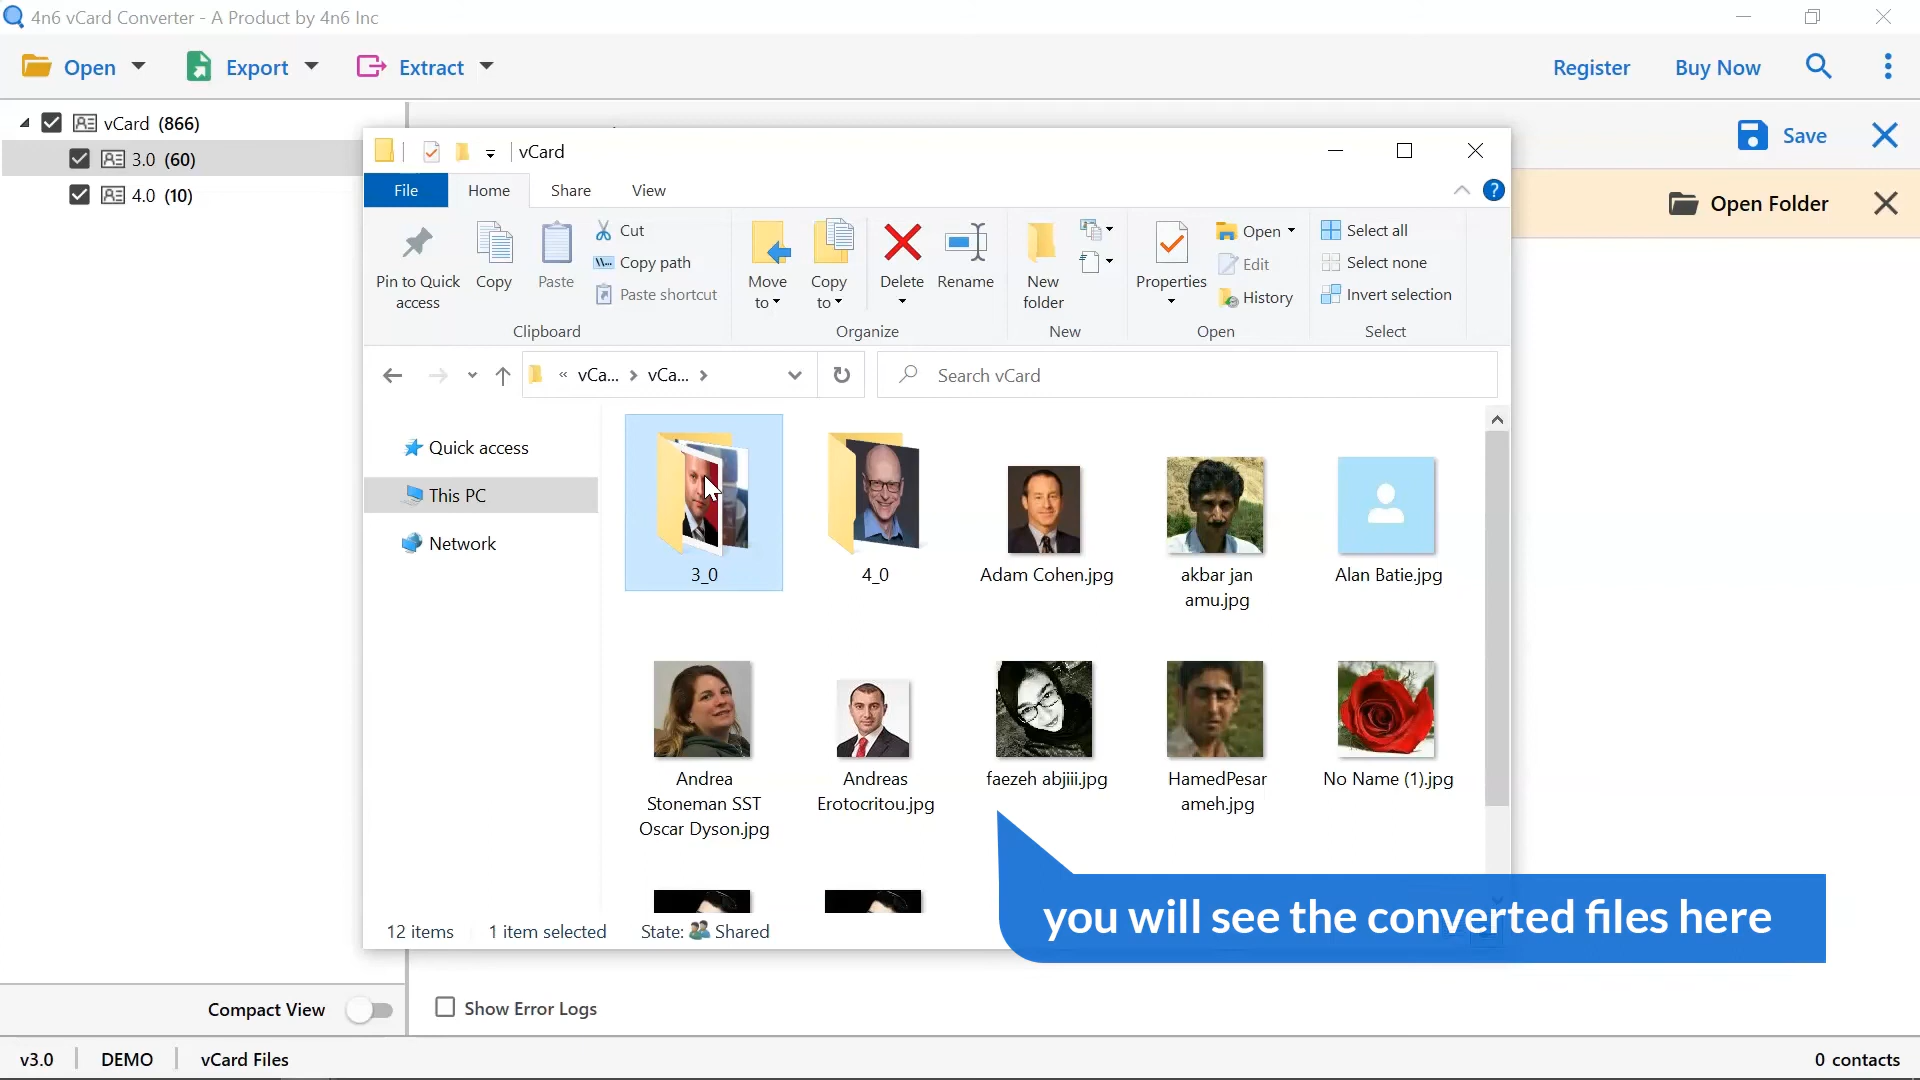 4n6 vCard Converter - A Product by 4n6 Inc
Open
Export
Extract
Register
Buy Now
vCard (866)
3.0 (60)
4.0 (10)
Save
Open Folder
vCard
File
Home
Share
View
?
Pin to Quick
access
Copy
Paste
Cut
Copy path
Paste shortcut
Clipboard
Move
to
Copy
to
Delete
Rename
Organize
New
folder
New
Properties
Open
Edit
History
Open
Select all
Select none
Invert selection
Select
« vCa... > vCa... >
Search vCard
Quick access
This PC
Network
3_0
4_0
Adam Cohen.jpg
akbar jan
amu.jpg
Alan Batie.jpg
Andrea
Stoneman SST
Oscar Dyson.jpg
Andreas
Erotocritou.jpg
faezeh abjiii.jpg
HamedPesar
ameh.jpg
No Name (1).jpg
you will see the converted files here
12 items
1 item selected
State: Shared
Compact View
Show Error Logs
v3.0
DEMO
vCard Files
0 contacts